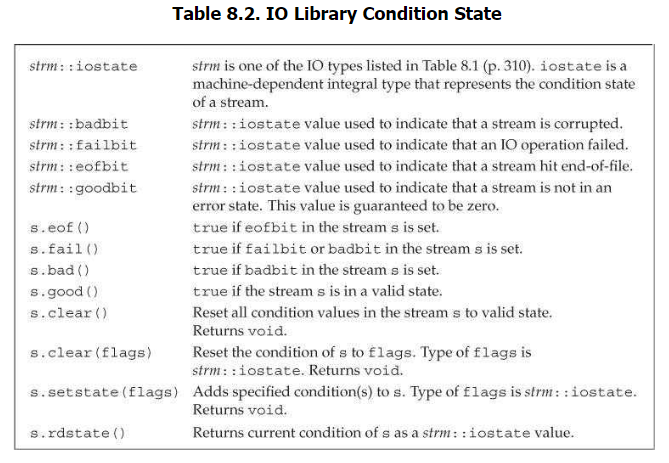 Table 8.2. IO Library Condition State
strm::iostate strm is one of the IO types listed in Table 8.1 (p. 310). iostate is a
machine-dependent integral type that represents the condition state
of a stream.
strm::badbit strm::iostate value used to indicate that a stream is corrupted.
strm::failbit strm::iostate value used to indicate that an IO operation failed.
strm::eofbit strm::iostate value used to indicate that a stream hit end-of-file.
strm::goodbit strm::iostate value used to indicate that a stream is not in an
error state. This value is guaranteed to be zero.
s.eof() true if eofbit in the stream s is set.
s.fail() true if failbit or badbit in the stream s is set.
s.bad() true if badbit in the stream s is set.
s.good() true if the stream s is in a valid state.
s.clear() Reset all condition values in the stream s to valid state.
Returns void.
s.clear(flags) Reset the condition of s to flags. Type of flags is
strm::iostate. Returns void.
s.setstate(flags) Adds specified condition(s) to s. Type of flags is strm::iostate.
Returns void.
s.rdstate() Returns current condition of s as a strm::iostate value.